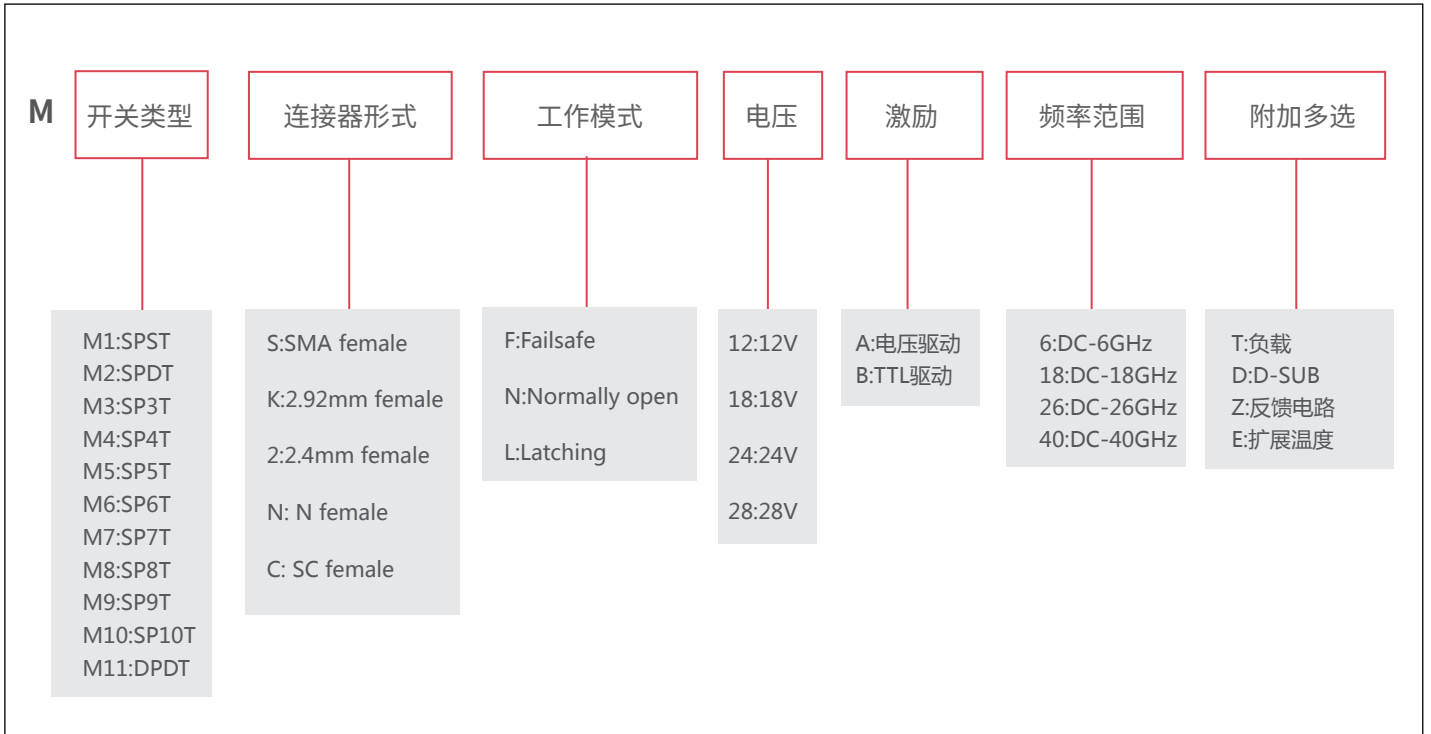 M
开关类型
连接器形式
工作模式
电压
激励
频率范围
附加多选
M1:SPST
M2:SPDT
M3:SP3T
M4:SP4T
M5:SP5T
M6:SP6T
M7:SP7T
M8:SP8T
M9:SP9T
M10:SP10T
M11:DPDT
S:SMA female
K:2.92mm female
2:2.4mm female
N: N female
C: SC female
F:Failsafe
N:Normally open
L:Latching
12:12V
18:18V
24:24V
28:28V
A:电压驱动
B:TTL驱动
6:DC-6GHz
18:DC-18GHz
26:DC-26GHz
40:DC-40GHz
T:负载
D:D-SUB
Z:反馈电路
E:扩展温度